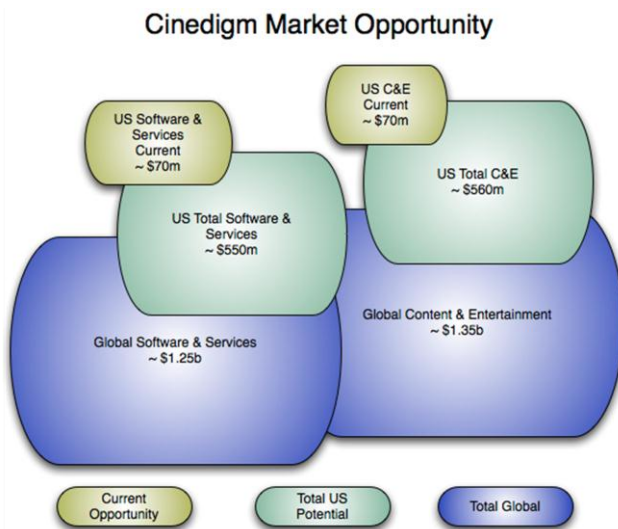 Cinedigm Market Opportunity
US Software &
Services
Current
~ $70m
US C&E
Current
~ $70m
US Total Software &
Services
~ $550m
US Total C&E
~ $560m
Global Software & Services
~ $1.25b
Global Content & Entertainment
~ $1.35b
Current
Opportunity
Total US
Potential
Total Global